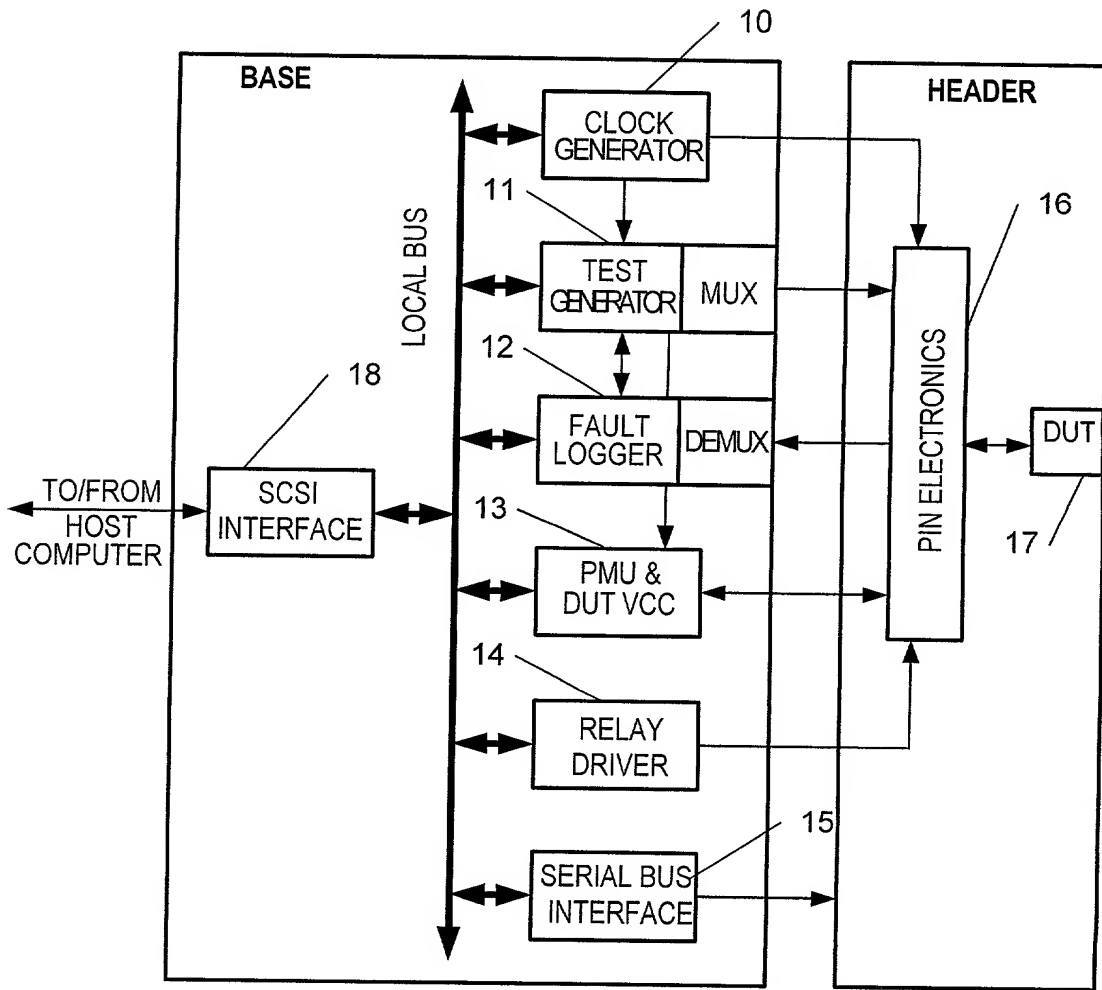 10
BASE
HEADER
CLOCK
GENERATOR
11
16
LOCAL BUS
TEST
GENERATOR
MUX
12
18
PIN ELECTRONICS
FAULT
LOGGER
DEMUX
DUT
TO/FROM
HOST
COMPUTER
SCSI
INTERFACE
13
17
PMU &
DUT VCC
14
RELAY
DRIVER
15
SERIAL BUS
INTERFACE